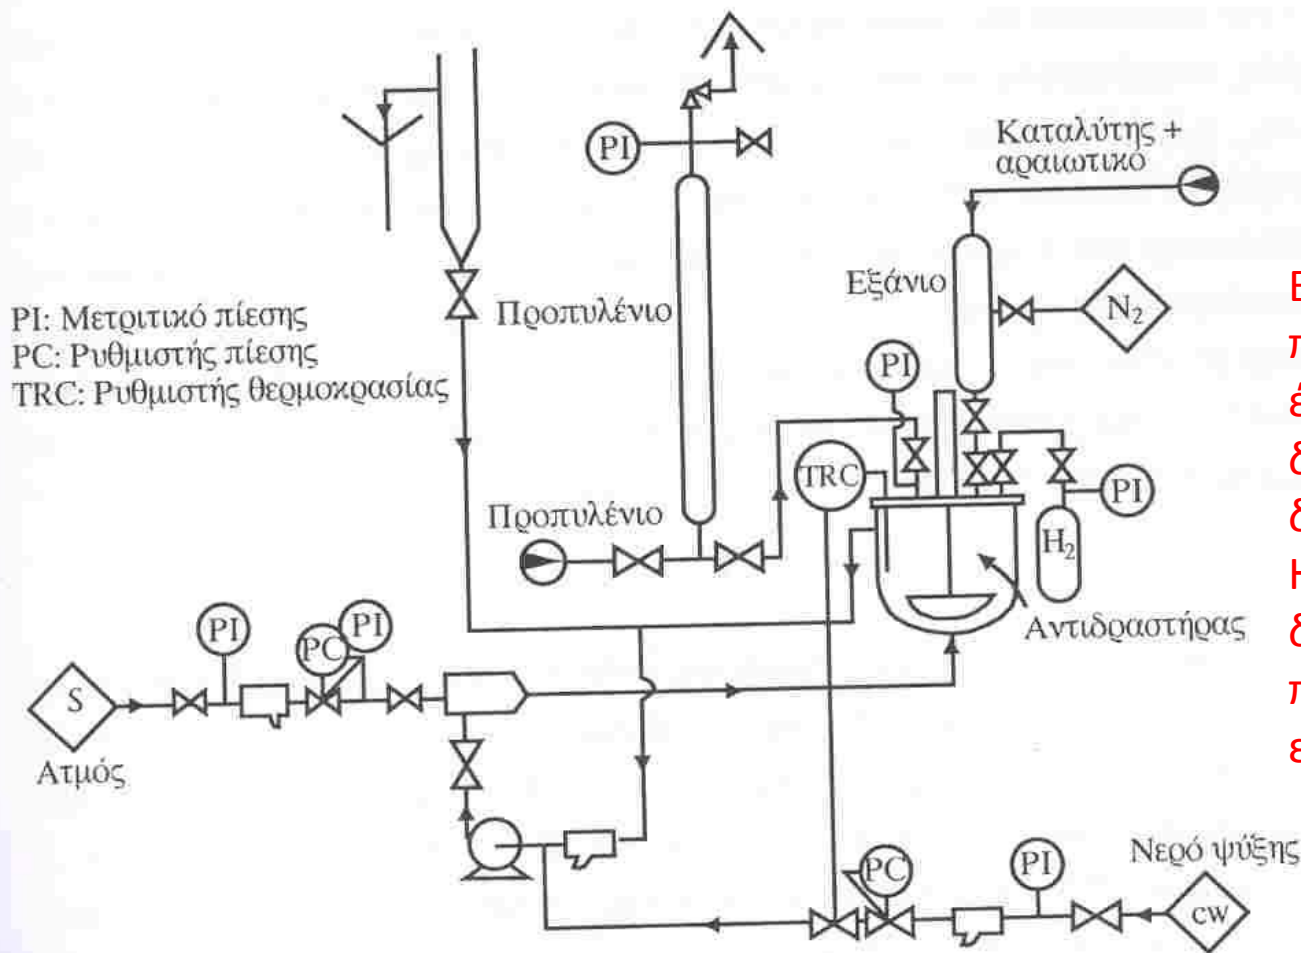 Καταλύτης +
αραιωτικό
PI
Εξάνιο
N₂
PI: Μετριτικό πίεσης
PC: Ρυθμιστής πίεσης
TRC: Ρυθμιστής θερμοκρασίας
Προπυλένιο
PI
TRC
PI
Προπυλένιο
H₂
Αντιδραστήρας
PI
PC
PI
S
Ατμός
PC
PI
Νερό ψύξης
cw